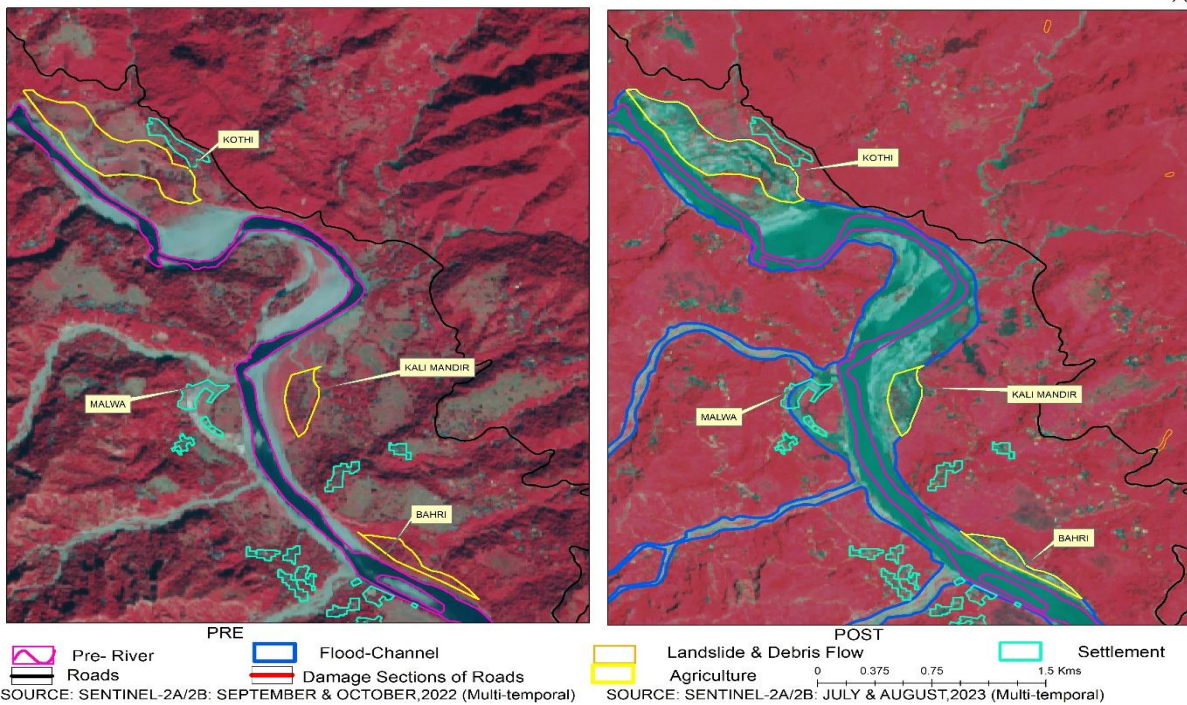 KOTHI
KALI MANDIR
MALWA
BAHRI
KOTHI
KALI MANDIR
MALWA
BAHRI
PRE
POST
Pre- River
Flood-Channel
Landslide & Debris Flow
Settlement
Roads
Damage Sections of Roads
Agriculture
0 0.375 0.75 1.5 Kms
SOURCE: SENTINEL-2A/2B: SEPTEMBER & OCTOBER,2022 (Multi-temporal)
SOURCE: SENTINEL-2A/2B: JULY & AUGUST,2023 (Multi-temporal)